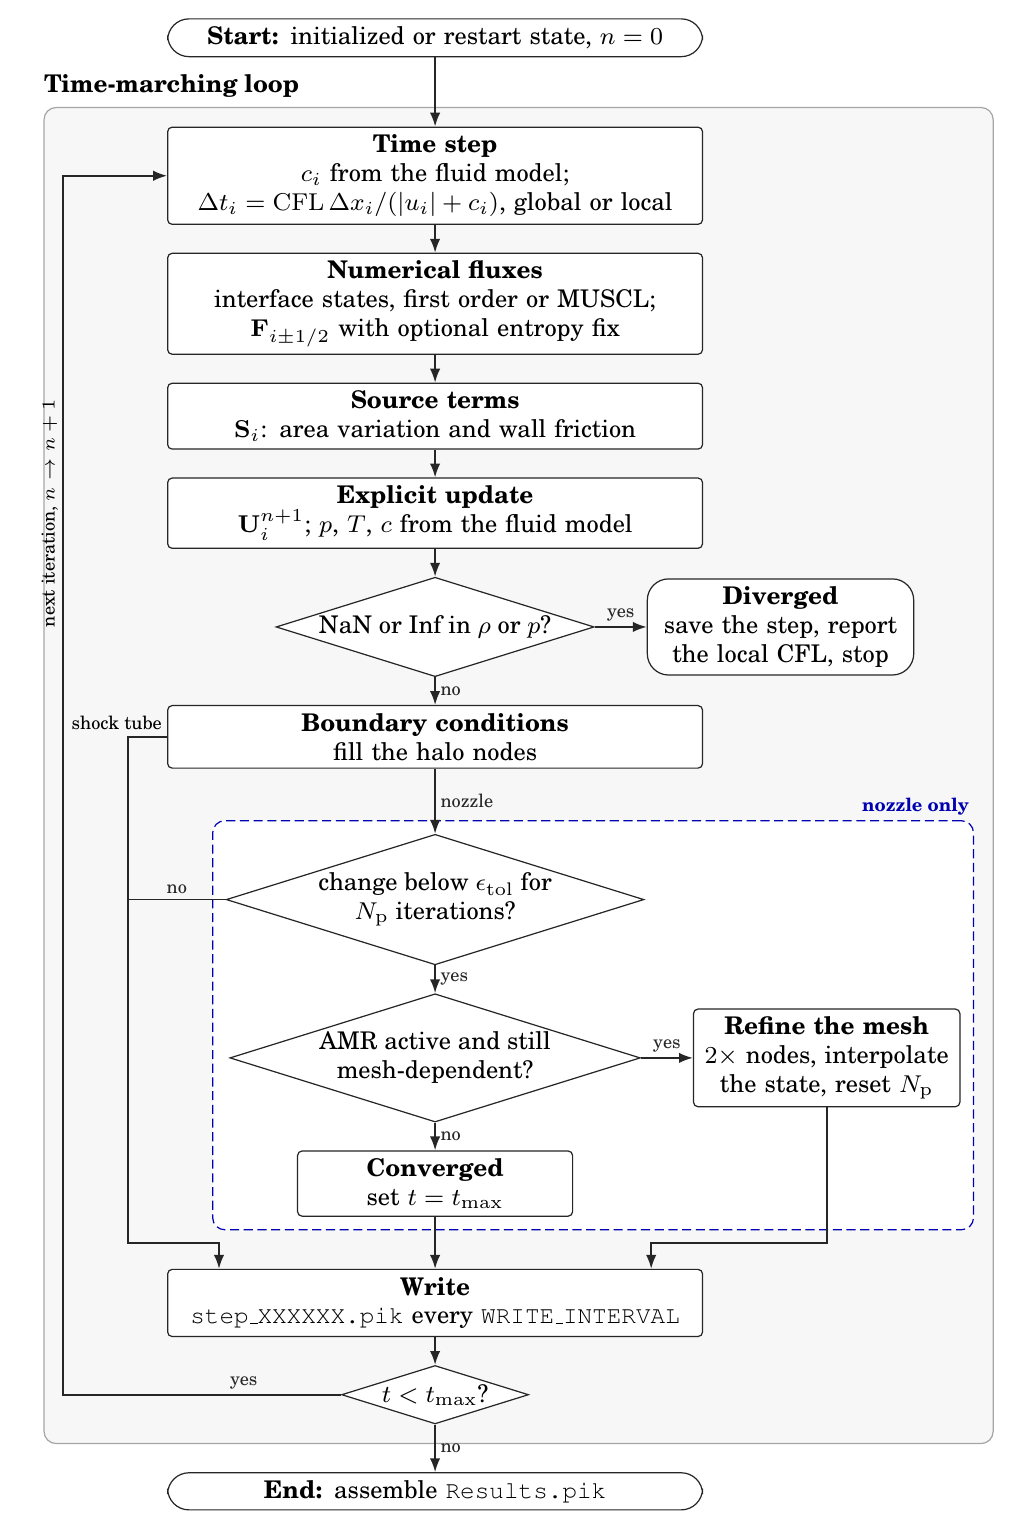 Start: initialized or restart state, n = 0
Time-marching loop
Time step
c_i from the fluid model;
Δt_i = CFL Δx_i/(|u_i| + c_i), global or local
Numerical fluxes
interface states, first order or MUSCL;
F_{i±1/2} with optional entropy fix
Source terms
S_i: area variation and wall friction
next iteration, n → n + 1
Explicit update
U_i^{n+1}; p, T, c from the fluid model
NaN or Inf in ρ or p?
yes
Diverged
save the step, report
the local CFL, stop
no
shock tube
Boundary conditions
fill the halo nodes
nozzle
nozzle only
change below ϵ_tol for
N_p iterations?
no
yes
AMR active and still
mesh-dependent?
yes
Refine the mesh
2× nodes, interpolate
the state, reset N_p
no
Converged
set t = t_max
Write
step_XXXXXX.pik every WRITE_INTERVAL
t < t_max?
yes
no
End: assemble Results.pik